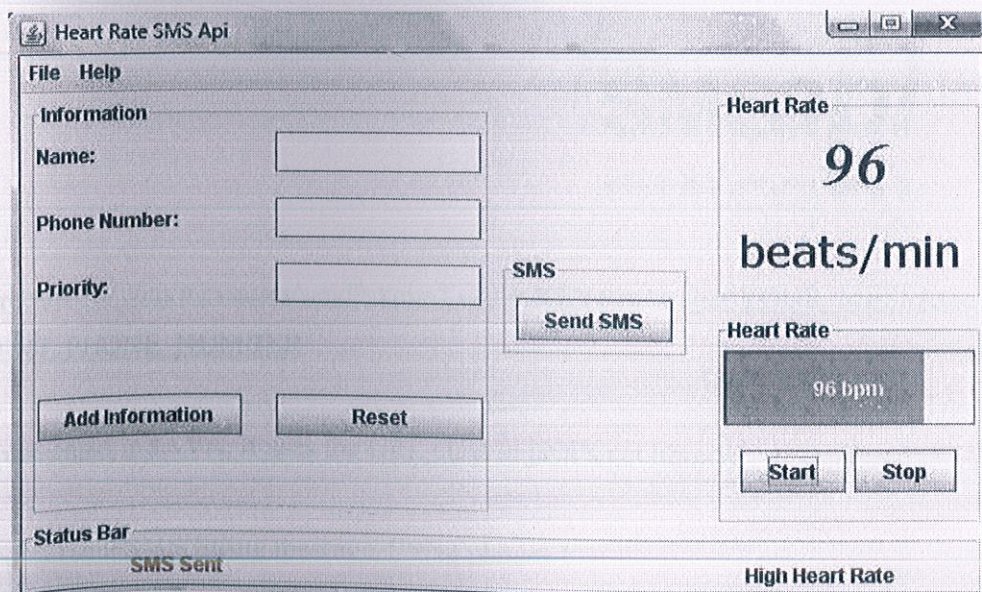 Heart Rate SMS Api
File Help
Information
Name:
Phone Number:
Priority:
Add Information Reset
SMS
Send SMS
Heart Rate
96
beats/min
Heart Rate
96 bpm
Start Stop
Status Bar
SMS Sent
High Heart Rate